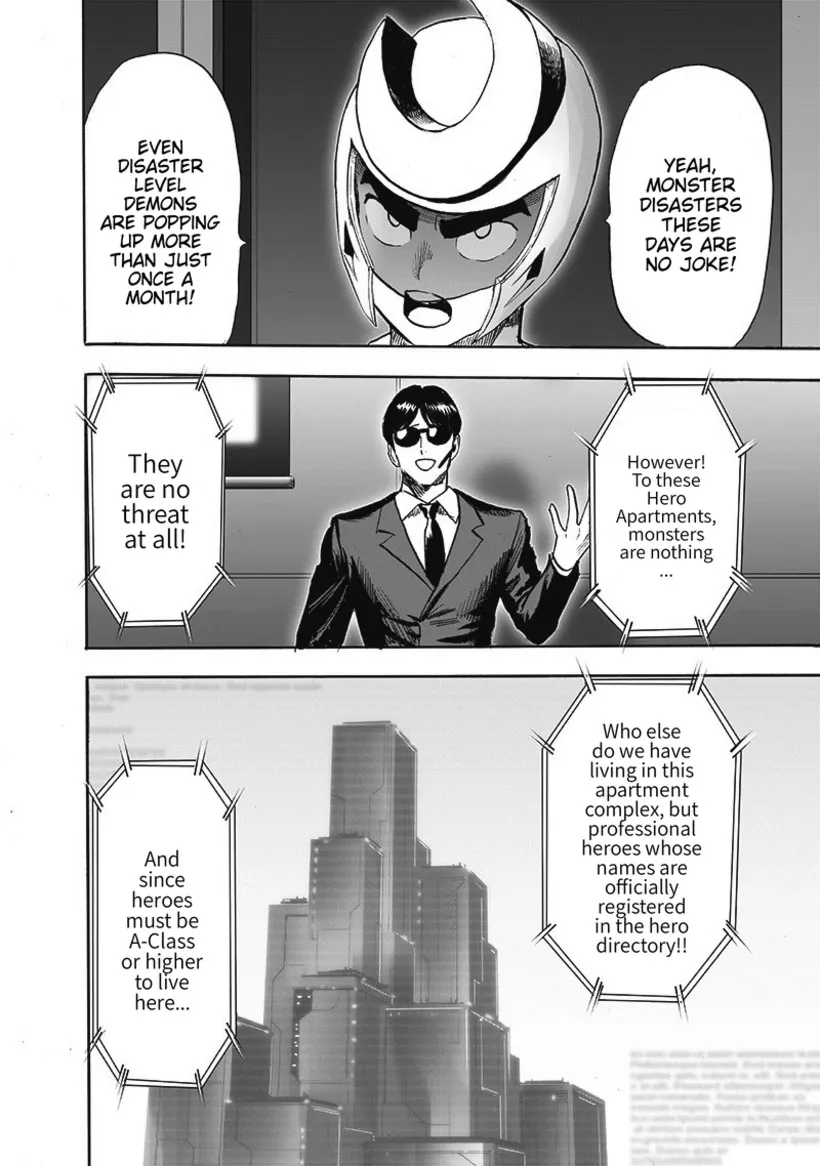 YEAH,
MONSTER
DISASTERS
THESE
DAYS ARE
NO JOKE!
EVEN
DISASTER
LEVEL
DEMONS
ARE POPPING
UP MORE
THAN JUST
ONCE A
MONTH!
However!
To these
Hero
Apartments,
monsters
are nothing
...
They
are no
threat
at all!
Who else
do we have
living in this
apartment
complex, but
professional
heroes whose
names are
officially
registered
in the hero
directory!!
And
since
heroes
must be
A-Class
or higher
to live
here...